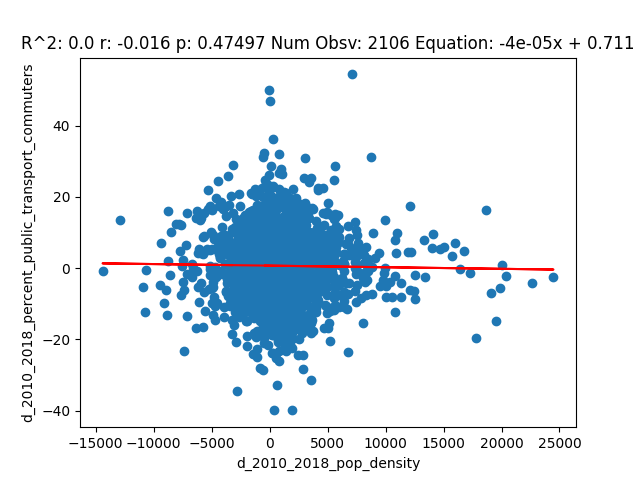 R^2: 0.0 r: -0.016 p: 0.47497 Num Obsv: 2106 Equation: -4e-05x + 0.711
d_2010_2018_percent_public_transport_commuters
40
20
0
−20
−40
−15000 −10000 −5000 0 5000 10000 15000 20000 25000
d_2010_2018_pop_density